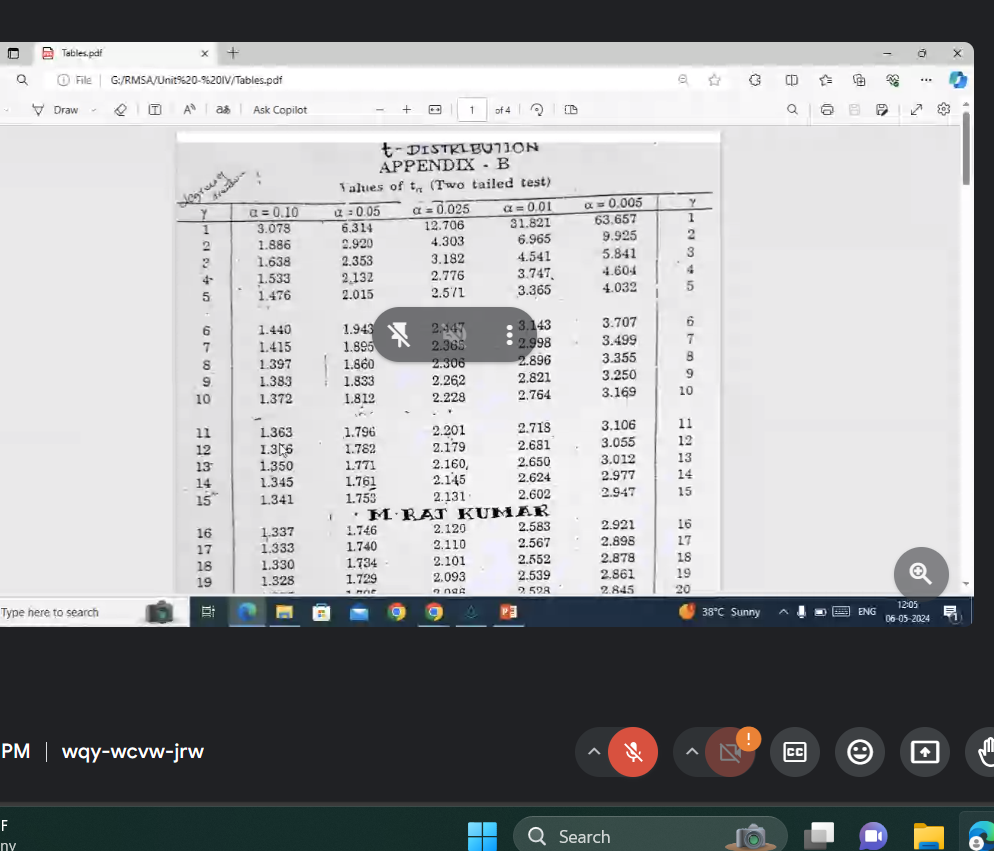 Tables.pdf
File G:/RMSA/Unit%20-%20IV/Tables.pdf
Draw Ask Copilot 1 of 4
t - DISTRIBUTION
APPENDIX - B
Values of tα (Two tailed test)
γ α = 0.10 α = 0.05 α = 0.025 α = 0.01 α = 0.005 γ
1 3.078 6.314 12.706 31.821 63.657 1
2 1.886 2.920 4.303 6.965 9.925 2
3 1.638 2.353 3.182 4.541 5.841 3
4 1.533 2,132 2.776 3.747 4.604 4
5 1.476 2.015 2.571 3.365 4.032 5
6 1.440 1.943 2.447 3.143 3.707 6
7 1.415 1.895 2.365 2.998 3.499 7
8 1.397 1.860 2.306 2.896 3.355 8
9 1.383 1.833 2.262 2.821 3.250 9
10 1.372 1.812 2.228 2.764 3.169 10
11 1.363 1.796 2.201 2.718 3.106 11
12 2.179 2.681 3.055 12
13 1.350 1.771 2.160 2.650 3.012 13
14 1.345 1.761 2.145 2.624 2.977 14
15 1.341 1.753 2.131 2.602 2.947 15
M·RAT KUMAR
16 1.337 1.746 2.120 2.583 2.921 16
17 1.333 1.740 2.110 2.567 2.898 17
18 1.330 1.734 2.101 2.552 2.878 18
19 1.328 1.729 2.093 2.539 2.861 19
2.086 2.528 2.845 20
Type here to search 38°C Sunny ENG 12:05
06-05-2024
PM | wqy-wcvw-jrw
CC
Search